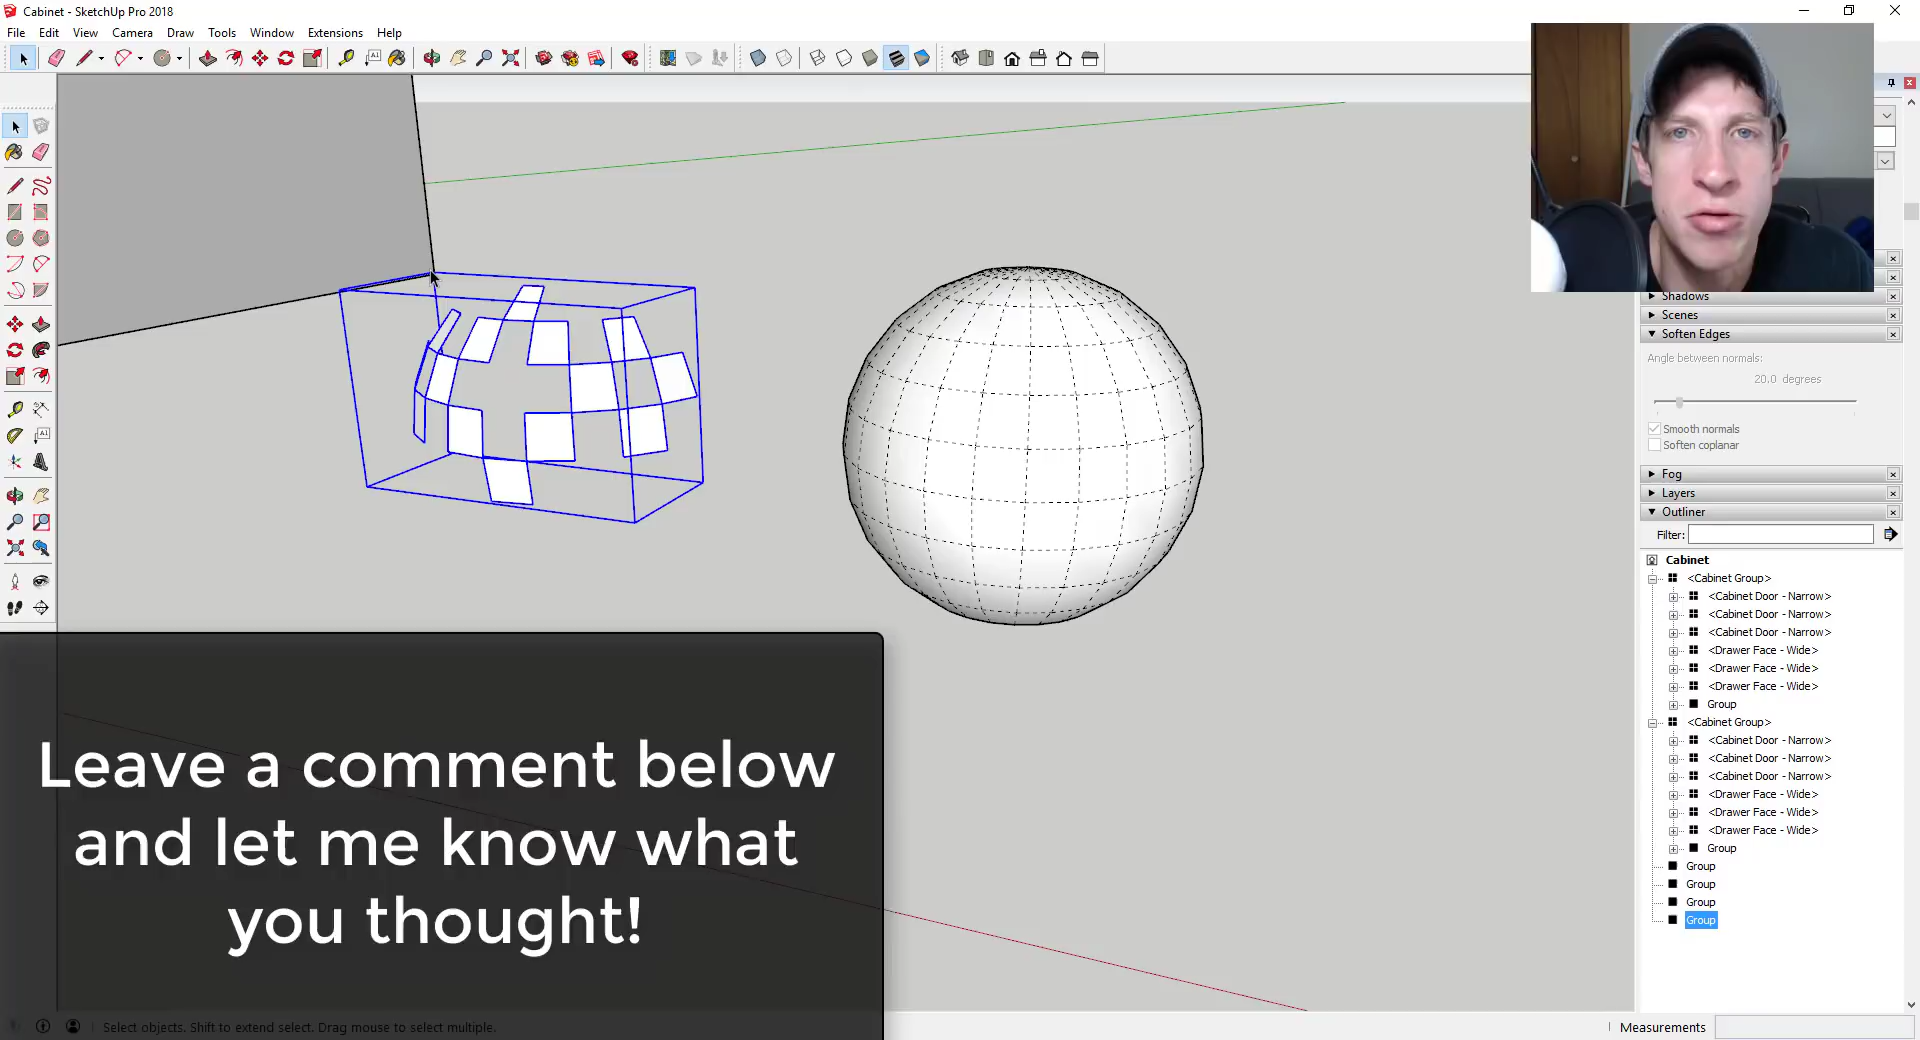 Cabinet - SketchUp Pro 2018
File Edit View Camera Draw Tools Window Extensions Help
Shadows
Scenes
Soften Edges
Angle between normals:
20.0 degrees
Smooth normals
Soften coplanar
Fog
Layers
Outliner
Filter:
Cabinet
<Cabinet Group>
<Cabinet Door - Narrow>
<Cabinet Door - Narrow>
<Cabinet Door - Narrow>
<Drawer Face - Wide>
<Drawer Face - Wide>
<Drawer Face - Wide>
Group
<Cabinet Group>
<Cabinet Door - Narrow>
<Cabinet Door - Narrow>
<Cabinet Door - Narrow>
<Drawer Face - Wide>
<Drawer Face - Wide>
<Drawer Face - Wide>
Group
Group
Group
Group
Group
Leave a comment below
and let me know what
you thought!
Select objects. Shift to extend select. Drag mouse to select multiple.
Measurements